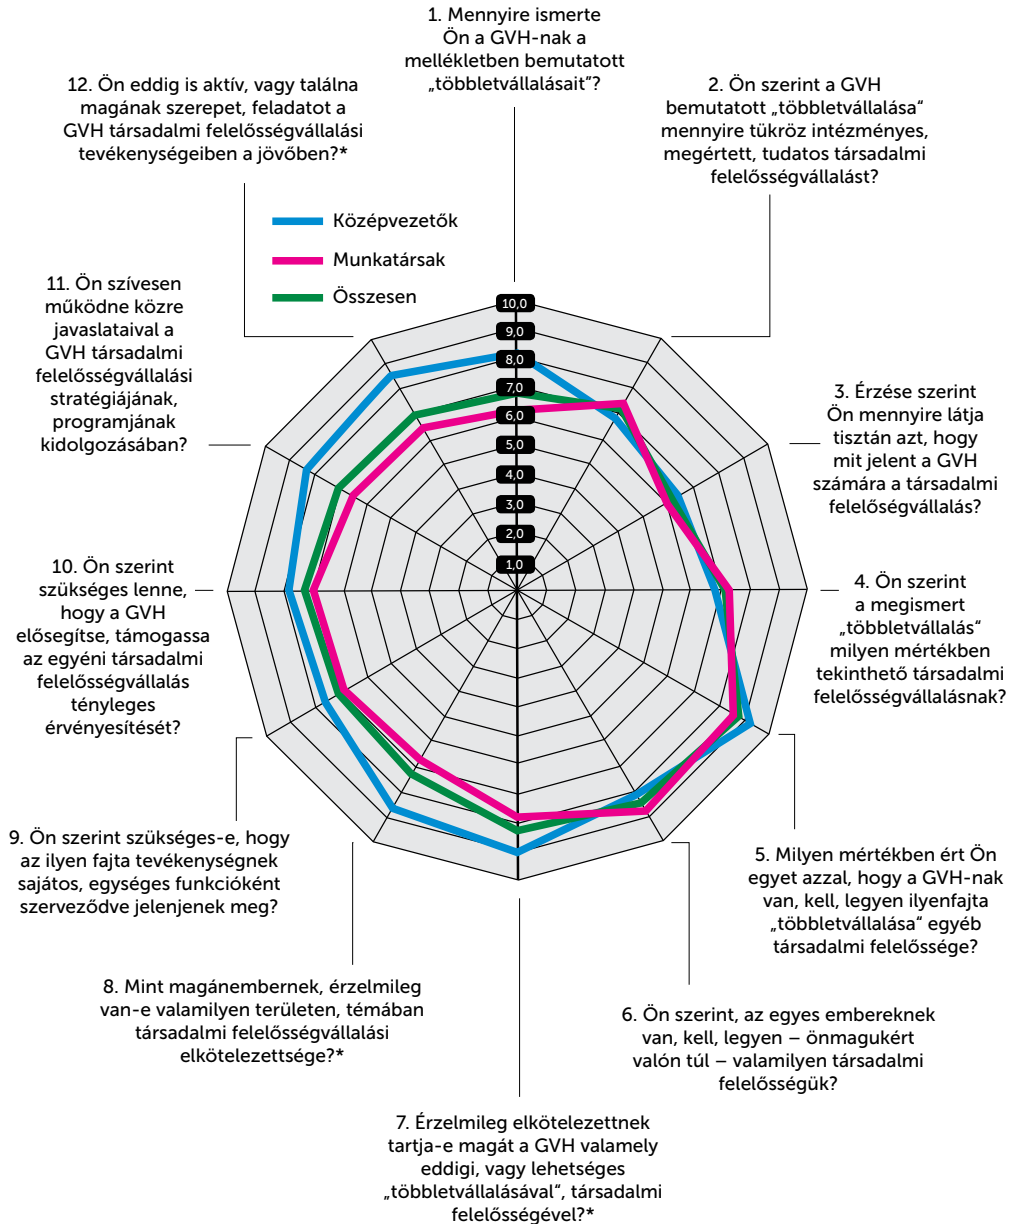 1. Mennyire ismerte
Ön a GVH-nak a
mellékletben bemutatott
„többletvállalásait”?
12. Ön eddig is aktív, vagy találna
magának szerepet, feladatot a
GVH társadalmi felelősségvállalási
tevékenységeiben a jövőben?*
2. Ön szerint a GVH
bemutatott „többletvállalása“
mennyire tükröz intézményes,
megértett, tudatos társadalmi
felelősségvállalást?
Középvezetők
Munkatársak
Összesen
11. Ön szívesen
működne közre
javaslataival a
GVH társadalmi
felelősségvállalási
stratégiájának,
programjának
kidolgozásában?
10,0
9,0
8,0
7,0
6,0
5,0
4,0
3,0
2,0
1,0
3. Érzése szerint
Ön mennyire látja
tisztán azt, hogy
mit jelent a GVH
számára a társadalmi
felelőségvállalás?
10. Ön szerint
szükséges lenne,
hogy a GVH
elősegítse, támogassa
az egyéni társadalmi
felelősségvállalás
tényleges
érvényesítését?
4. Ön szerint
a megismert
„többletvállalás“
milyen mértékben
tekinthető társadalmi
felelősségvállalásnak?
9. Ön szerint szükséges-e, hogy
az ilyen fajta tevékenységnek
sajátos, egységes funkcióként
szerveződve jelenjenek meg?
5. Milyen mértékben ért Ön
egyet azzal, hogy a GVH-nak
van, kell, legyen ilyenfajta
„többletvállalása“ egyéb
társadalmi felelőssége?
8. Mint magánembernek, érzelmileg
van-e valamilyen területen, témában
társadalmi felelősségvállalási
elkötelezettsége?*
6. Ön szerint, az egyes embereknek
van, kell, legyen – önmagukért
valón túl – valamilyen társadalmi
felelősségük?
7. Érzelmileg elkötelezettnek
tartja-e magát a GVH valamely
eddigi, vagy lehetséges
„többletvállalásával“, társadalmi
felelősségével?*